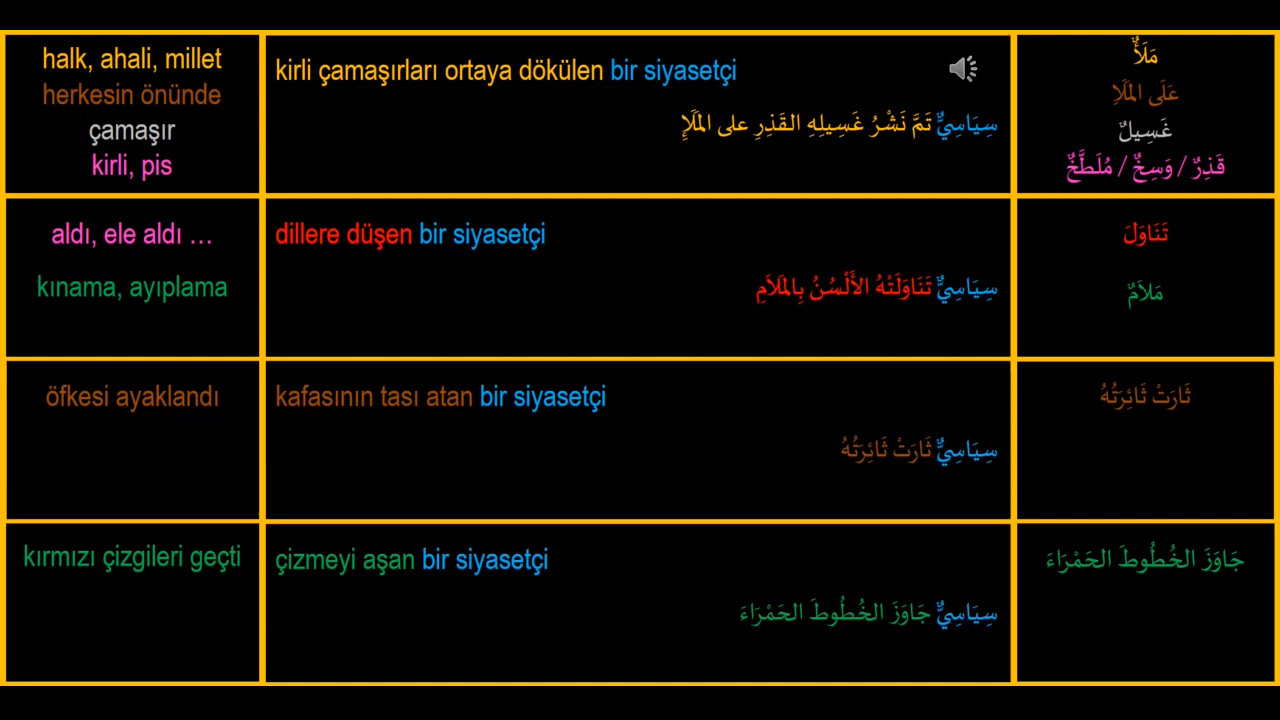 halk, ahali, millet
herkesin önünde
çamaşır
kirli, pis
kirli çamaşırları ortaya dökülen bir siyasetçi
سِيَاسِيٌّ تَمَّ نَشْرُ غَسِيلِهِ القَذِرِ على المَلَإِ
مَلَأٌ
عَلَى المَلَاِ
غَسِيلٌ
قَذِرٌ / وَسِخٌ / مُلَطَّخٌ
aldı, ele aldı …
kınama, ayıplama
dillere düşen bir siyasetçi
سِيَاسِيٌّ تَنَاوَلَتْهُ الأَلْسُنُ بِالمَلَامِ
تَنَاوَلَ
مَلاَمٌ
öfkesi ayaklandı
kafasının tası atan bir siyasetçi
سِيَاسِيٌّ ثَارَتْ ثَائِرَتُهُ
ثَارَتْ ثَائِرَتُهُ
kırmızı çizgileri geçti
çizmeyi aşan bir siyasetçi
سِيَاسِيٌّ جَاوَزَ الخُطُوطَ الحَمْرَاءَ
جَاوَزَ الخُطُوطَ الحَمْرَاءَ